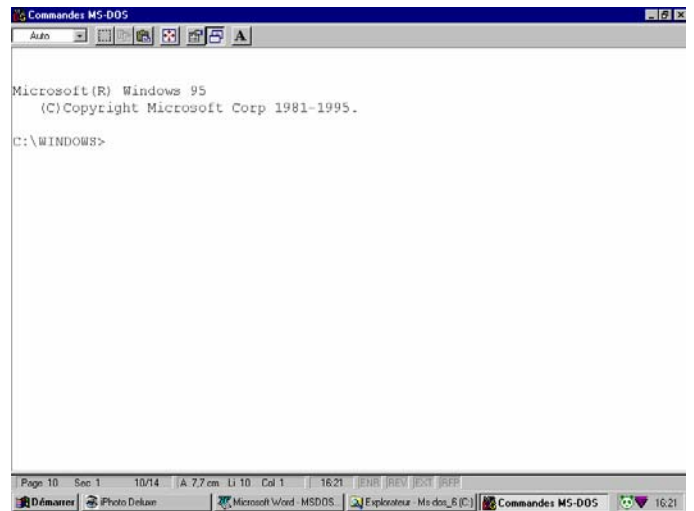 Commandes MS-DOS
Auto A
Microsoft(R) Windows 95
(C)Copyright Microsoft Corp 1981-1995.
C:\WINDOWS>
Page 10 Sec 1 10/14 À 7,7 cm Li 10 Col 1 16:21 ENR REV EXT RFP
Démarrer iPhoto Deluxe Microsoft Word - MSDOS... Explorateur - Ms dos_6 (C:) Commandes MS-DOS 16:21